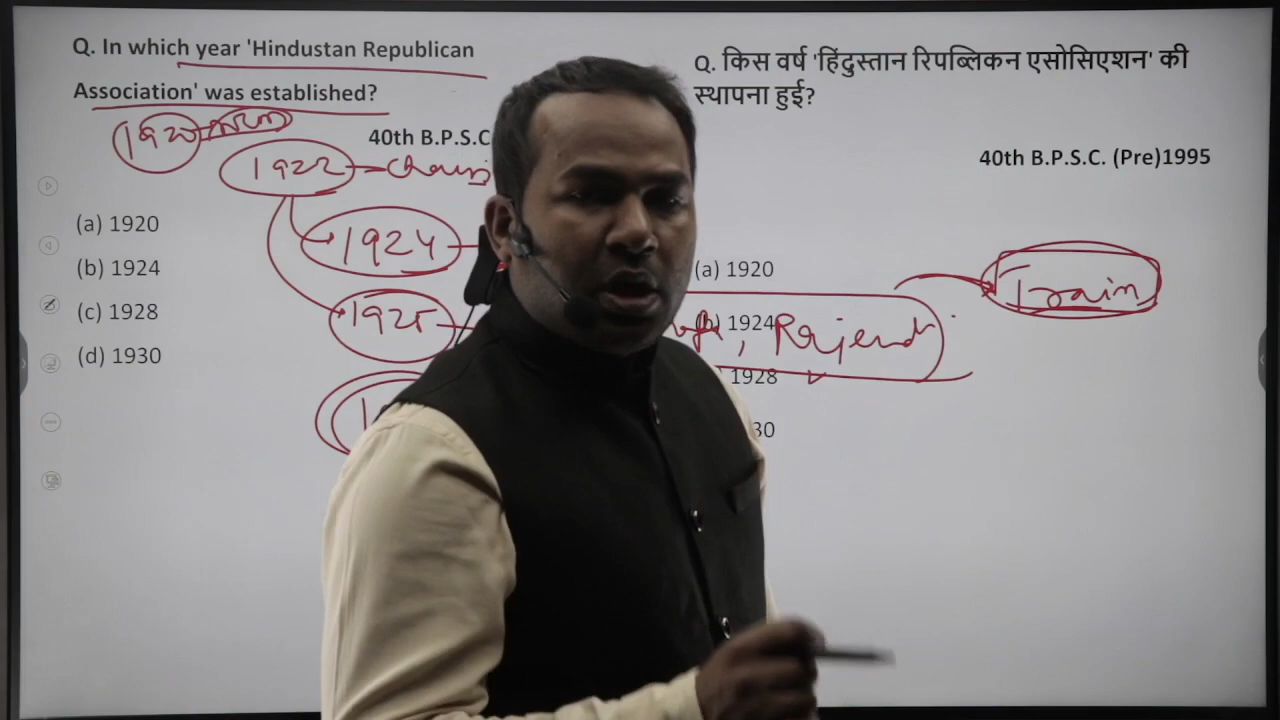 Q. In which year 'Hindustan Republican
Association' was established?
40th B.P.S.C
1922
1924
1925
(a) 1920
(b) 1924
(c) 1928
(d) 1930
Q. किस वर्ष 'हिंदुस्तान रिपब्लिकन एसोसिएशन' की
स्थापना हुई?
40th B.P.S.C. (Pre)1995
(a) 1920
1924
1928
30
Train